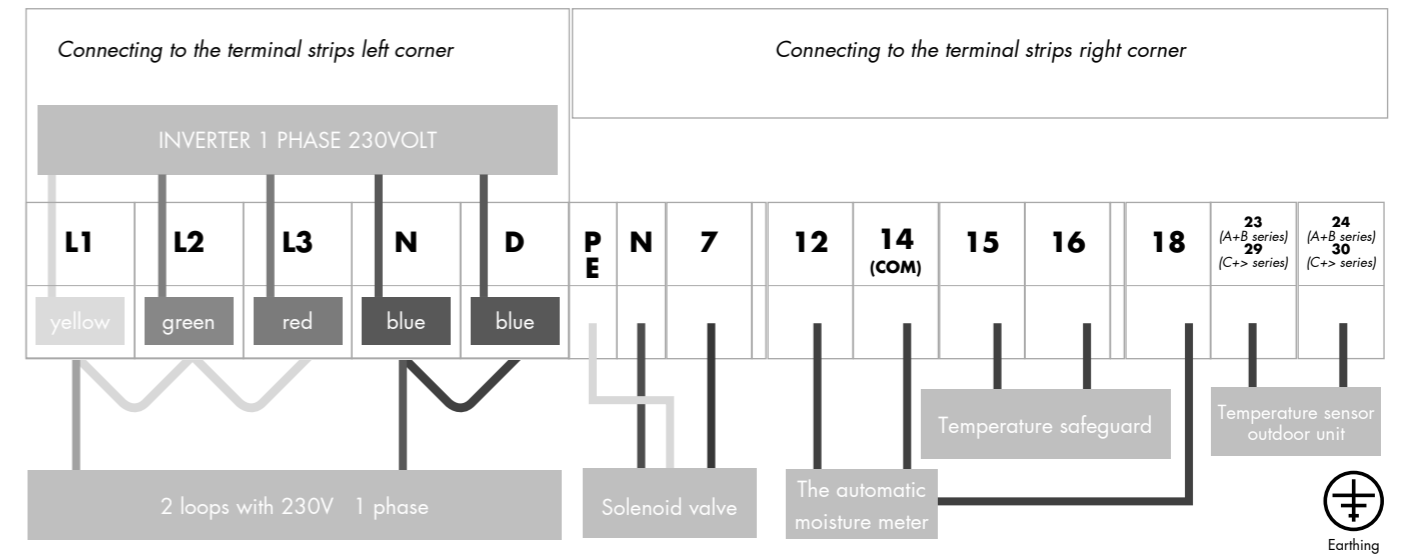 Connecting to the terminal strips left corner
Connecting to the terminal strips right corner
INVERTER 1 PHASE 230VOLT
L1
L2
L3
N
D
P
E
N
7
12
14
(COM)
15
16
18
23
(A+B series)
29
(C+> series)
24
(A+B series)
30
(C+> series)
yellow
green
red
blue
blue
2 loops with 230V 1 phase
Solenoid valve
The automatic
moisture meter
Temperature safeguard
Temperature sensor
outdoor unit
Earthing